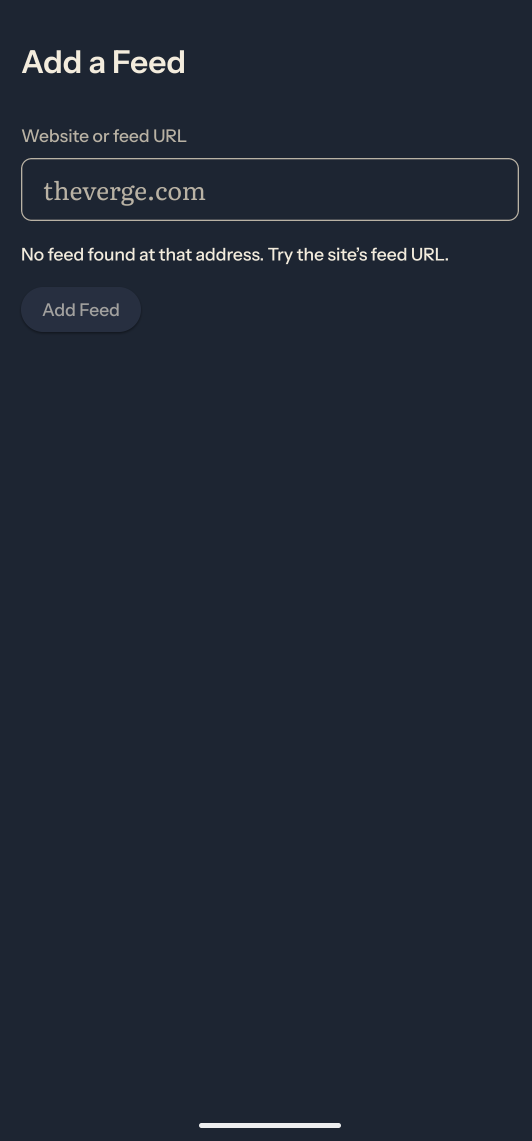 Add a Feed
Website or feed URL
theverge.com
No feed found at that address. Try the site’s feed URL.
Add Feed